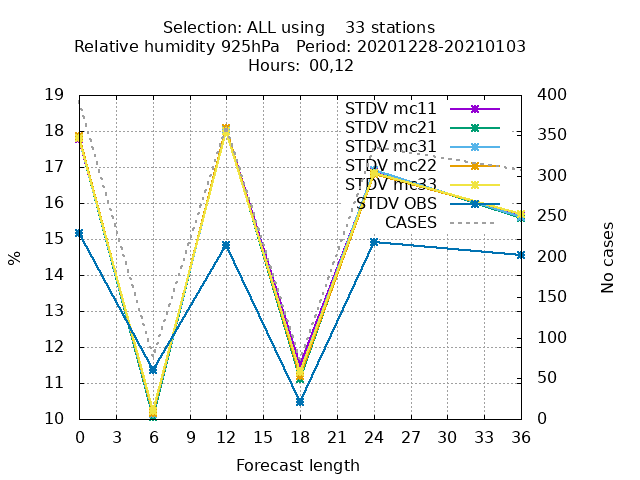 Selection: ALL using    33 stations
Relative humidity 925hPa   Period: 20201228-20210103
Hours: 00,12
19 400
18 350
17 300
16 250
15 200
14 150
13 100
12 50
11 0
10
STDV mc11
STDV mc21
STDV mc31
STDV mc22
STDV mc33
STDV OBS
CASES
%
No cases
0 3 6 9 12 15 18 21 24 27 30 33 36
Forecast length